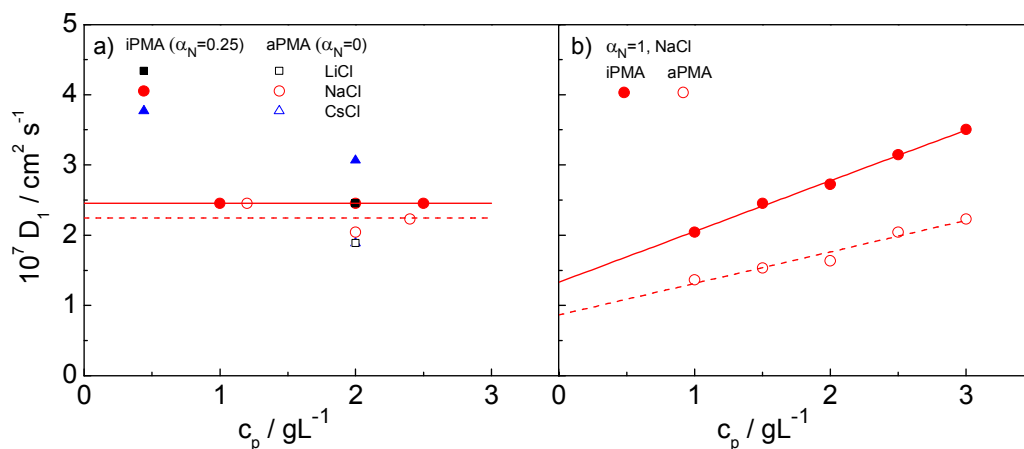 a)
iPMA (α_N=0.25) aPMA (α_N=0)
LiCl
NaCl
CsCl
b)
α_N=1, NaCl
iPMA aPMA
10⁷ D₁ / cm² s⁻¹
5
4
3
2
1
0
0 1 2 3
0 1 2 3
c_p / gL⁻¹
c_p / gL⁻¹